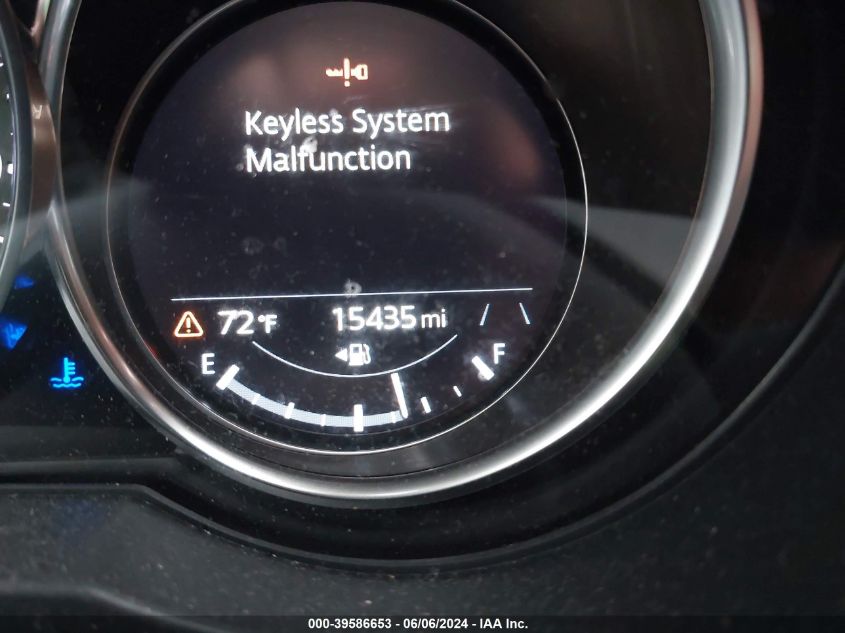 Keyless System
Malfunction
72°F 15435 mi
E F
000-39586653 - 06/06/2024 - IAA Inc.